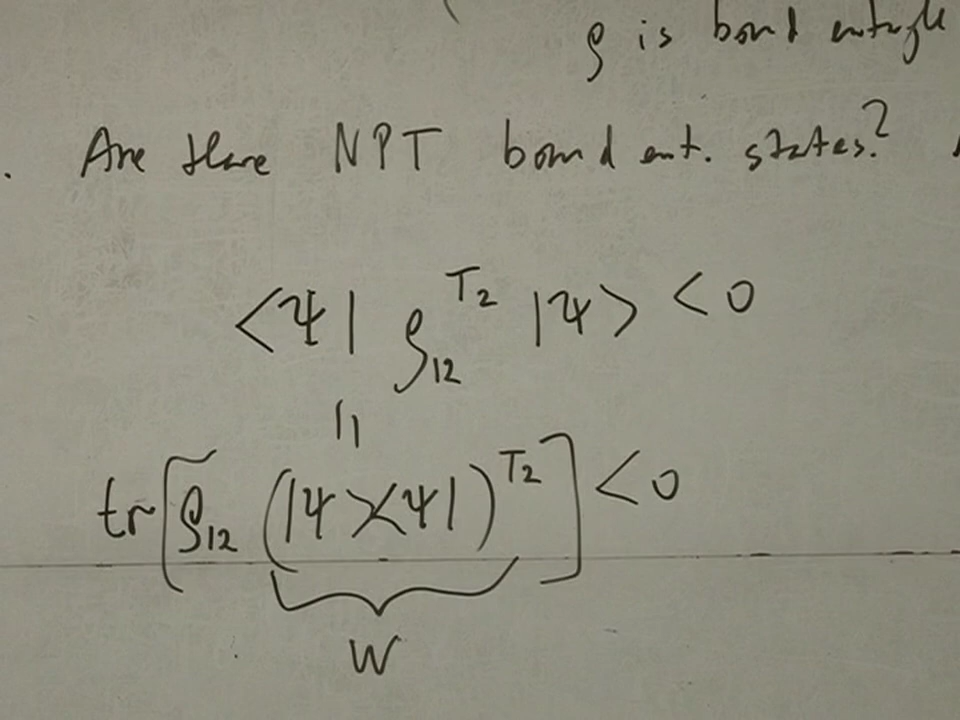 ρ is bound entangle
. Are there NPT bound ent. states?
<ψ| ρ₁₂^T₂ |ψ> < 0
||
tr[ρ₁₂ (|ψ><ψ|)^T₂] < 0
W